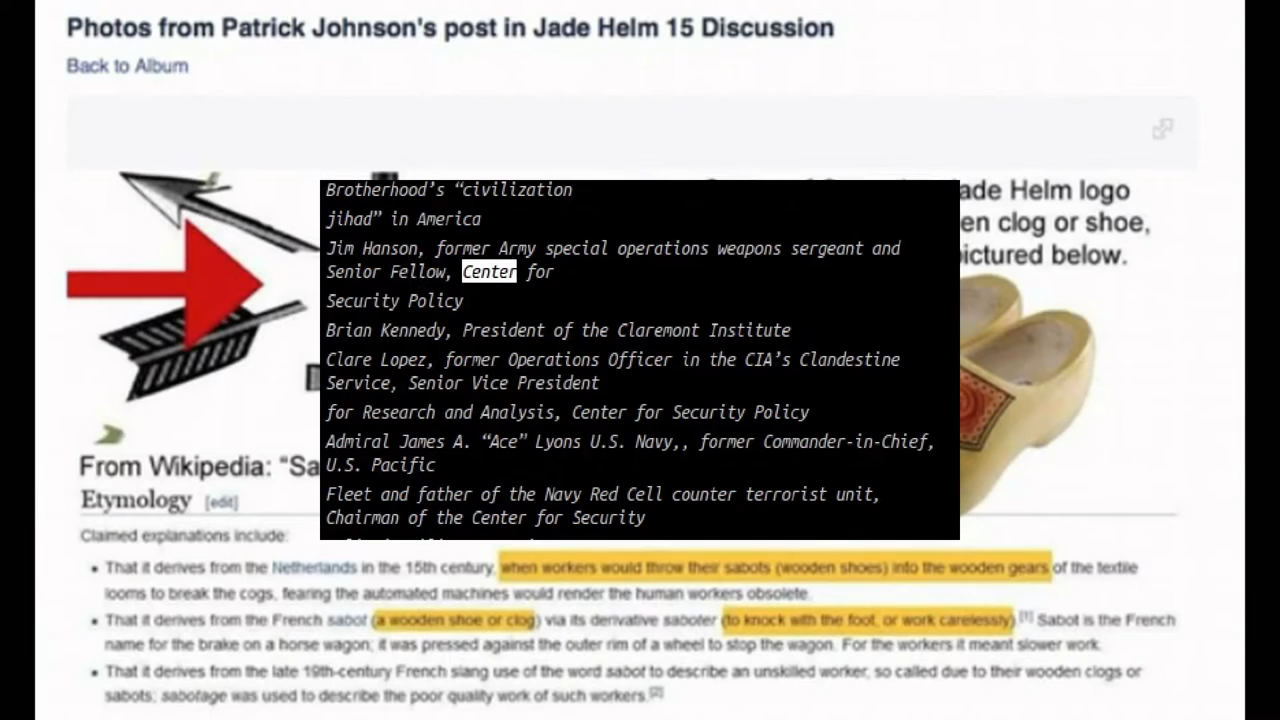 Photos from Patrick Johnson's post in Jade Helm 15 Discussion
Back to Album
ade Helm logo
en clog or shoe,
ictured below.
Brotherhood's “civilization
jihad” in America
Jim Hanson, former Army special operations weapons sergeant and
Senior Fellow, Center for
Security Policy
Brian Kennedy, President of the Claremont Institute
Clare Lopez, former Operations Officer in the CIA's Clandestine
Service, Senior Vice President
for Research and Analysis, Center for Security Policy
Admiral James A. “Ace” Lyons U.S. Navy,, former Commander-in-Chief,
U.S. Pacific
Fleet and father of the Navy Red Cell counter terrorist unit,
Chairman of the Center for Security
From Wikipedia: “Sa
Etymology [edit]
Claimed explanations include:
• That it derives from the Netherlands in the 15th century, when workers would throw their sabots (wooden shoes) into the wooden gears of the textile
looms to break the cogs, fearing the automated machines would render the human workers obsolete.
• That it derives from the French sabot (a wooden shoe or clog) via its derivative saboter (to knock with the foot, or work carelessly).[1] Sabot is the French
name for the brake on a horse wagon; it was pressed against the outer rim of a wheel to stop the wagon. For the workers it meant slower work.
• That it derives from the late 19th-century French slang use of the word sabot to describe an unskilled worker, so called due to their wooden clogs or
sabots; sabotage was used to describe the poor quality work of such workers.[2]